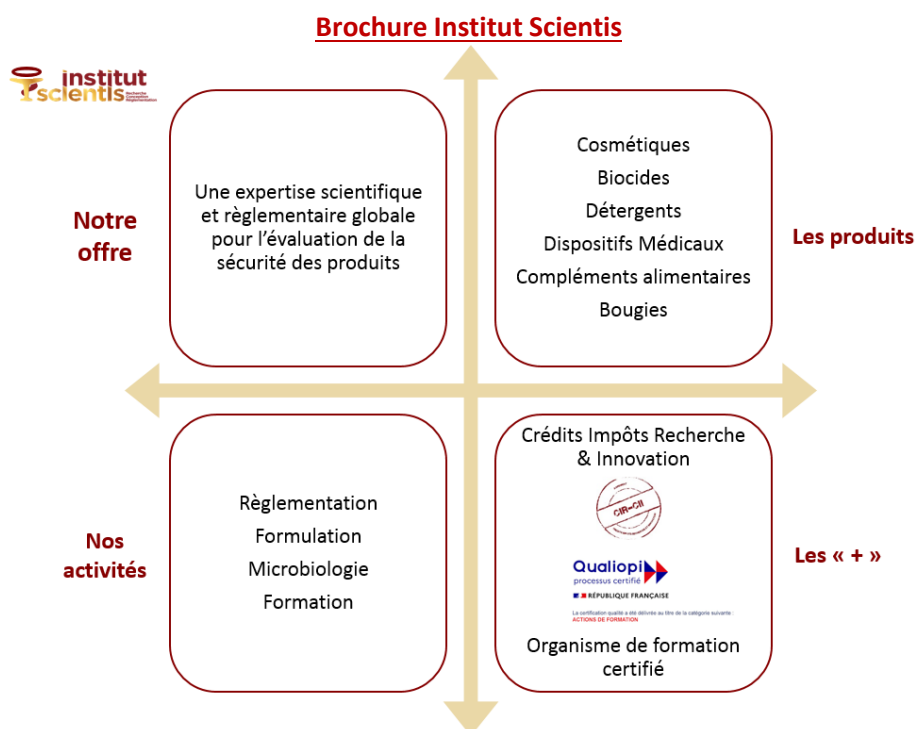 Brochure Institut Scientis
institut
scientis
Recherche
Conception
Règlementation
Notre
offre
Une expertise scientifique
et règlementaire globale
pour l’évaluation de la
sécurité des produits
Cosmétiques
Biocides
Détergents
Dispositifs Médicaux
Compléments alimentaires
Bougies
Les produits
Nos
activités
Règlementation
Formulation
Microbiologie
Formation
Crédits Impôts Recherche
& Innovation
CIR-CII
Qualiopi
processus certifié
RÉPUBLIQUE FRANÇAISE
La certification qualité a été délivrée au titre de la catégorie suivante :
ACTIONS DE FORMATION
Organisme de formation
certifié
Les « + »